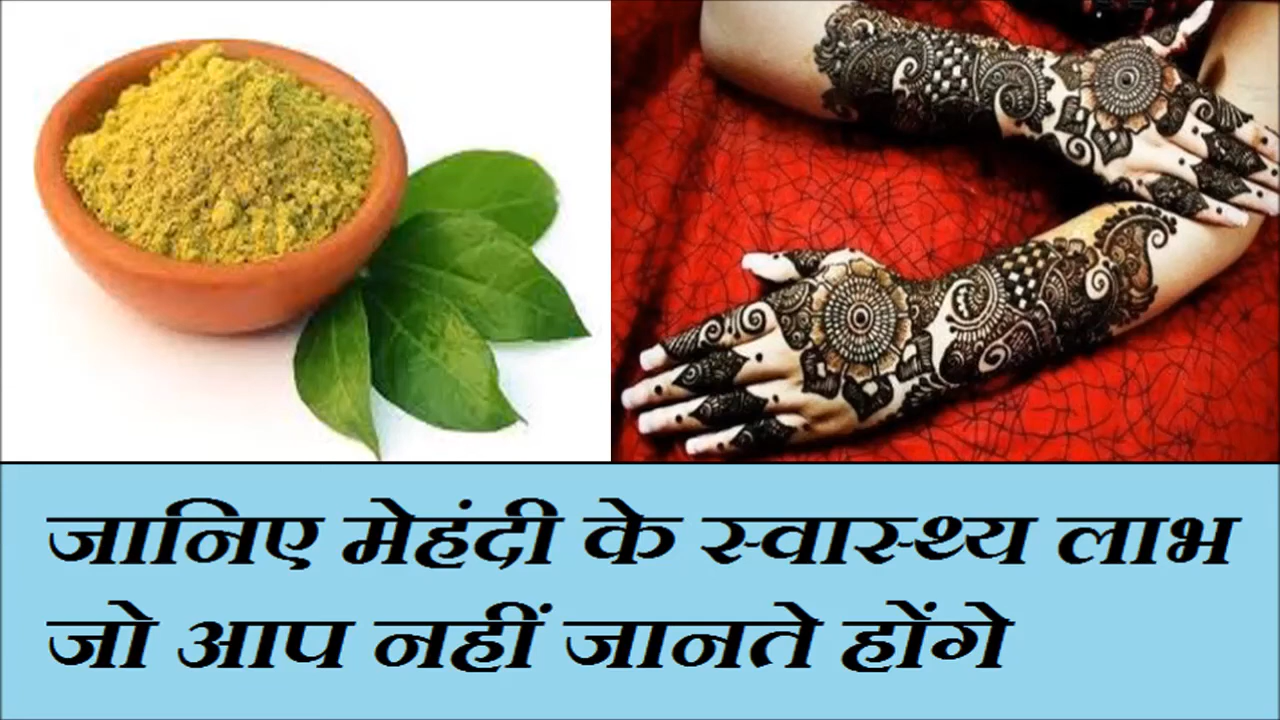 जानिए मेहंदी के स्वास्थ्य लाभ
जो आप नहीं जानते होंगे